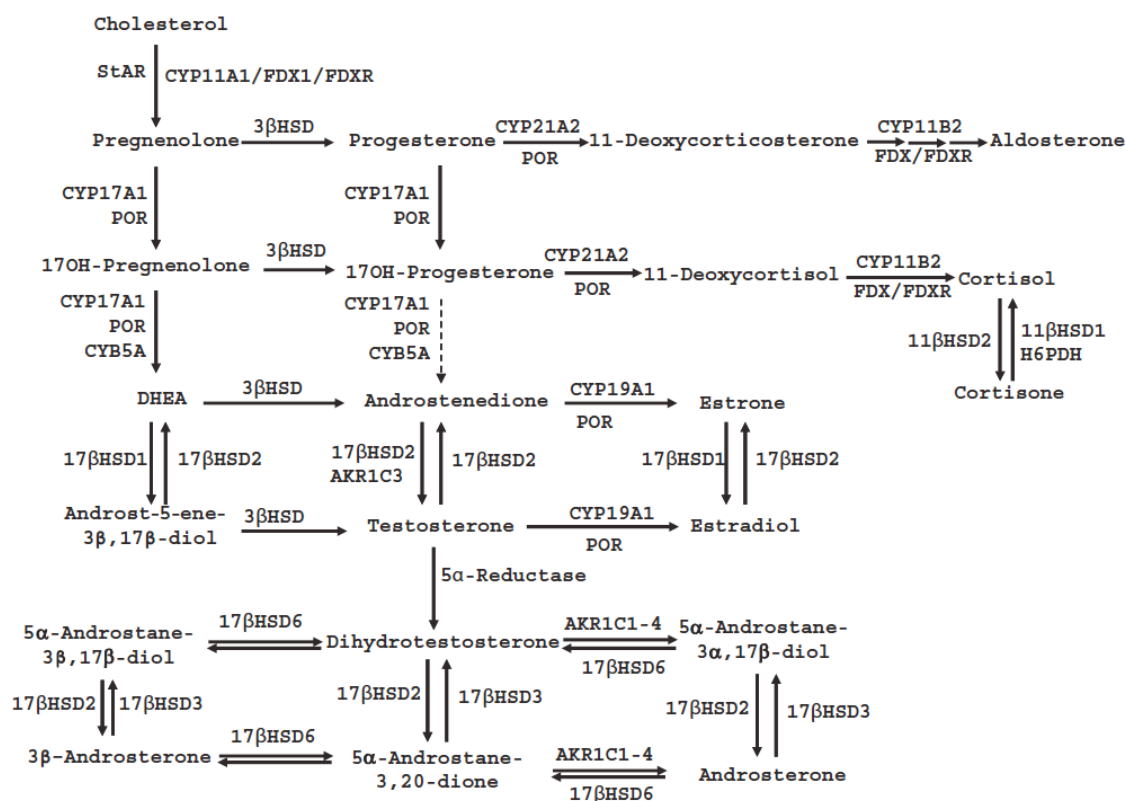 Cholesterol
StAR
CYP11A1/FDX1/FDXR
Pregnenolone
3βHSD
Progesterone
CYP21A2
POR
11-Deoxycorticosterone
CYP11B2
FDX/FDXR
Aldosterone
CYP17A1
POR
CYP17A1
POR
17OH-Pregnenolone
3βHSD
17OH-Progesterone
CYP21A2
POR
11-Deoxycortisol
CYP11B2
FDX/FDXR
Cortisol
CYP17A1
POR
CYB5A
CYP17A1
POR
CYB5A
11βHSD2
11βHSD1
H6PDH
Cortisone
DHEA
3βHSD
Androstenedione
CYP19A1
POR
Estrone
17βHSD1
17βHSD2
17βHSD2
AKR1C3
17βHSD2
17βHSD1
17βHSD2
Androst-5-ene-
3β,17β-diol
3βHSD
Testosterone
CYP19A1
POR
Estradiol
5α-Reductase
5α-Androstane-
3β,17β-diol
17βHSD6
Dihydrotestosterone
AKR1C1-4
17βHSD6
5α-Androstane-
3α,17β-diol
17βHSD2
17βHSD3
17βHSD2
17βHSD3
17βHSD2
17βHSD3
3β-Androsterone
17βHSD6
5α-Androstane-
3,20-dione
AKR1C1-4
17βHSD6
Androsterone